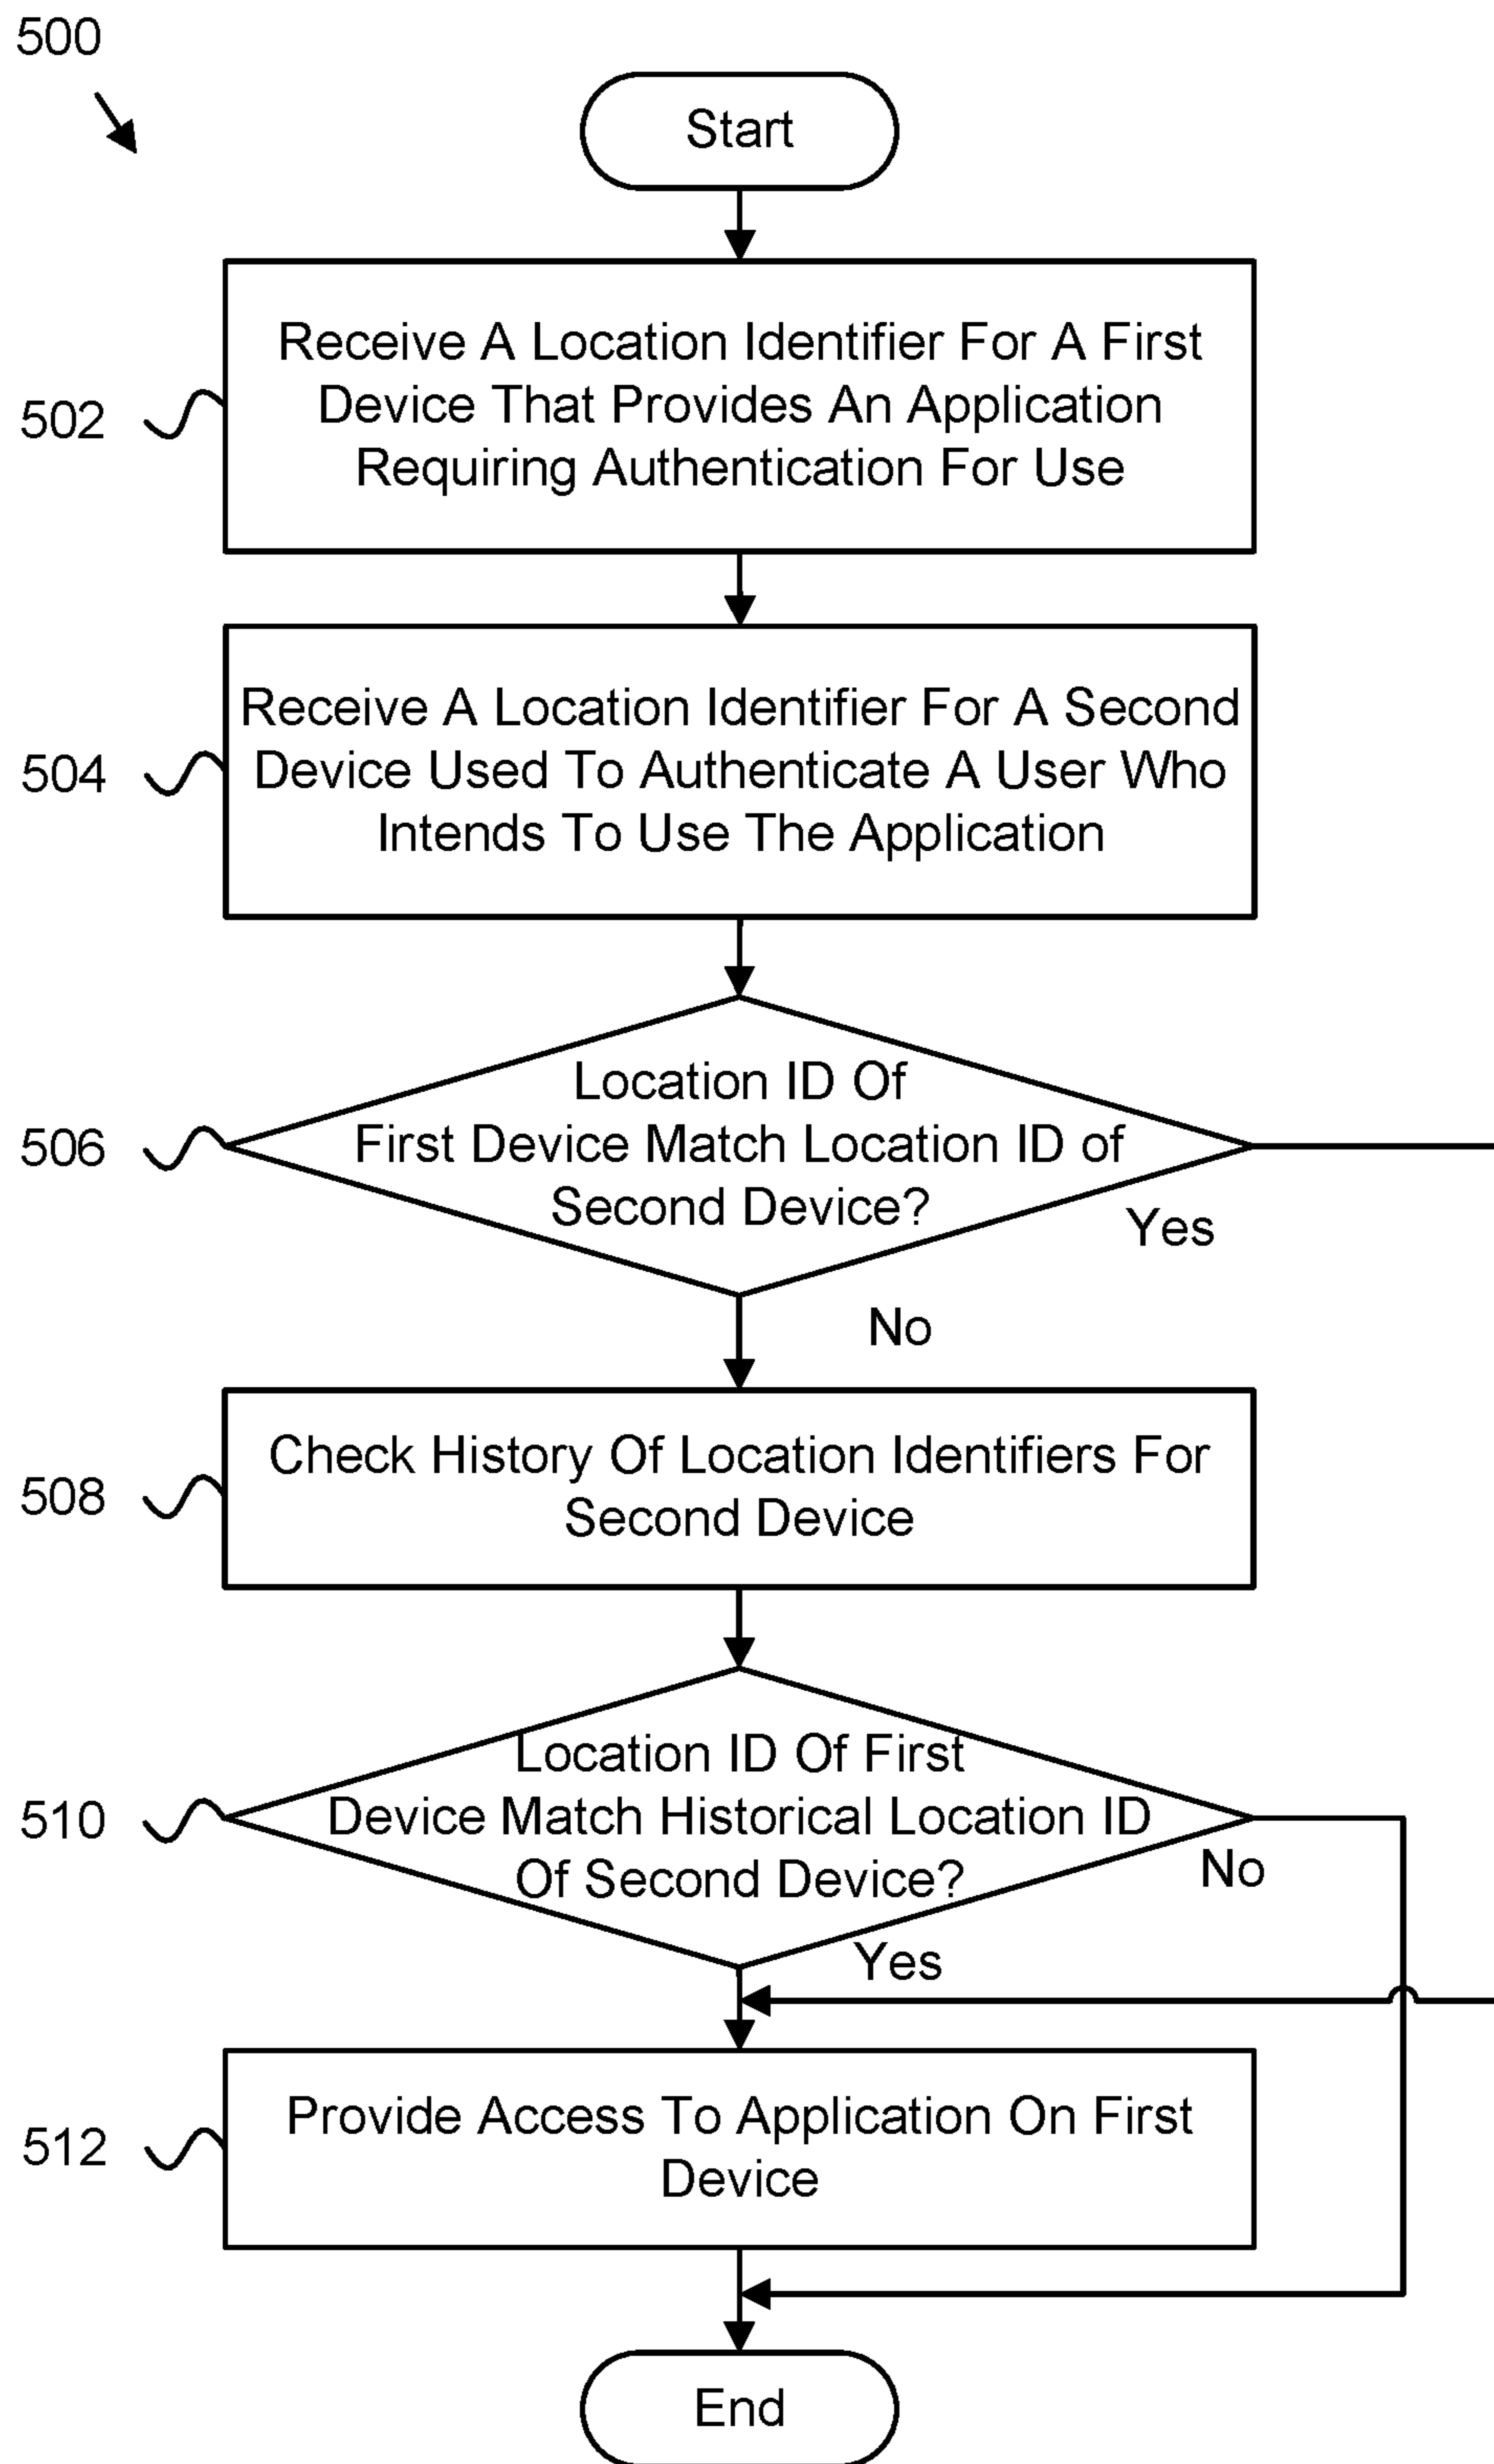 500
Start
Receive A Location Identifier For A First
Device That Provides An Application
Requiring Authentication For Use
502
Receive A Location Identifier For A Second
Device Used To Authenticate A User Who
Intends To Use The Application
504
Location ID Of
First Device Match Location ID of
Second Device?
506
Yes
No
Check History Of Location Identifiers For
Second Device
508
Location ID Of First
Device Match Historical Location ID
Of Second Device?
510
No
Yes
Provide Access To Application On First
Device
512
End